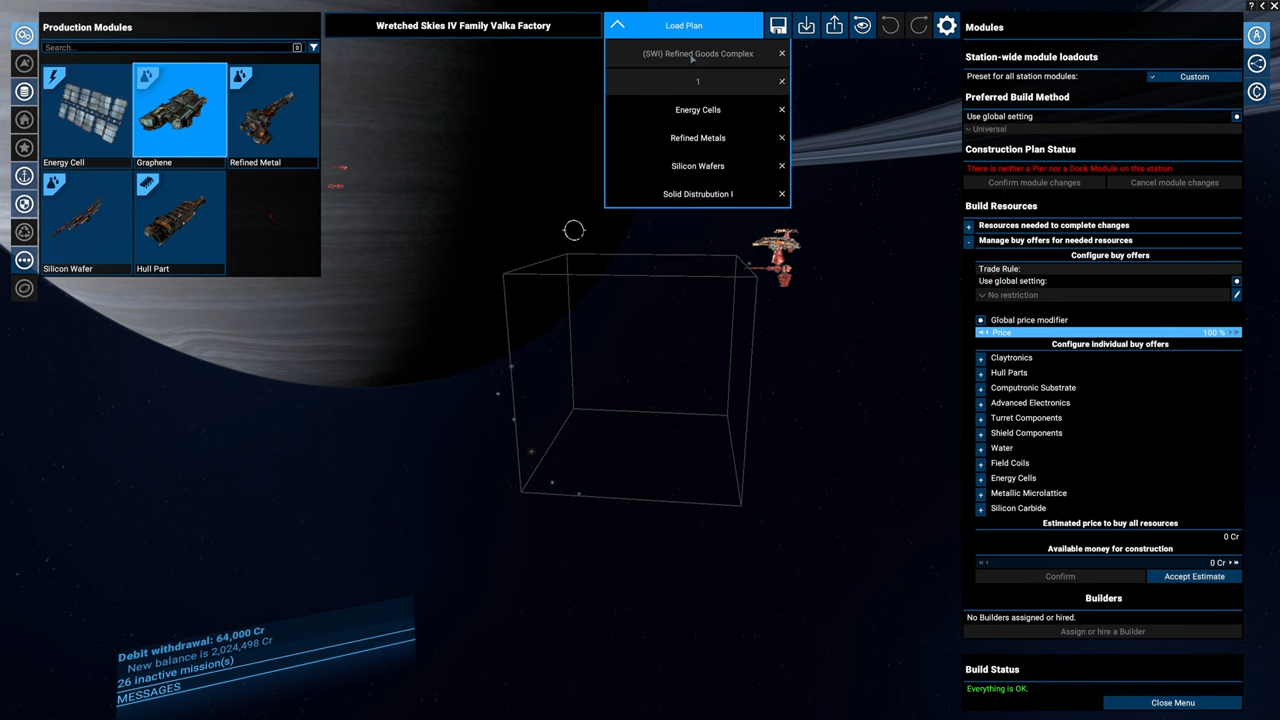 Production Modules
Search...
0
Energy Cell
Graphene
Refined Metal
Silicon Wafer
Hull Part
Wretched Skies IV Family Valka Factory
Load Plan
(SWI) Refined Goods Complex
1
Energy Cells
Refined Metals
Silicon Wafers
Solid Distrubution I
Debit withdrawal: 64,000 Cr
New balance is 2,024,498 Cr
26 inactive mission(s)
MESSAGES
Modules
Station-wide module loadouts
Preset for all station modules:
Custom
Preferred Build Method
Use global setting
Universal
Construction Plan Status
There is neither a Pier nor a Dock Module on this station.
Confirm module changes
Cancel module changes
Build Resources
+ Resources needed to complete changes
- Manage buy offers for needed resources
Configure buy offers
Trade Rule:
Use global setting:
No restriction
Global price modifier
Price 100 %
Configure individual buy offers
+ Claytronics
+ Hull Parts
+ Computronic Substrate
+ Advanced Electronics
+ Turret Components
+ Shield Components
+ Water
+ Field Coils
+ Energy Cells
+ Metallic Microlattice
+ Silicon Carbide
Estimated price to buy all resources
0 Cr
Available money for construction
0 Cr
Confirm
Accept Estimate
Builders
No Builders assigned or hired.
Assign or hire a Builder
Build Status
Everything is OK.
Close Menu